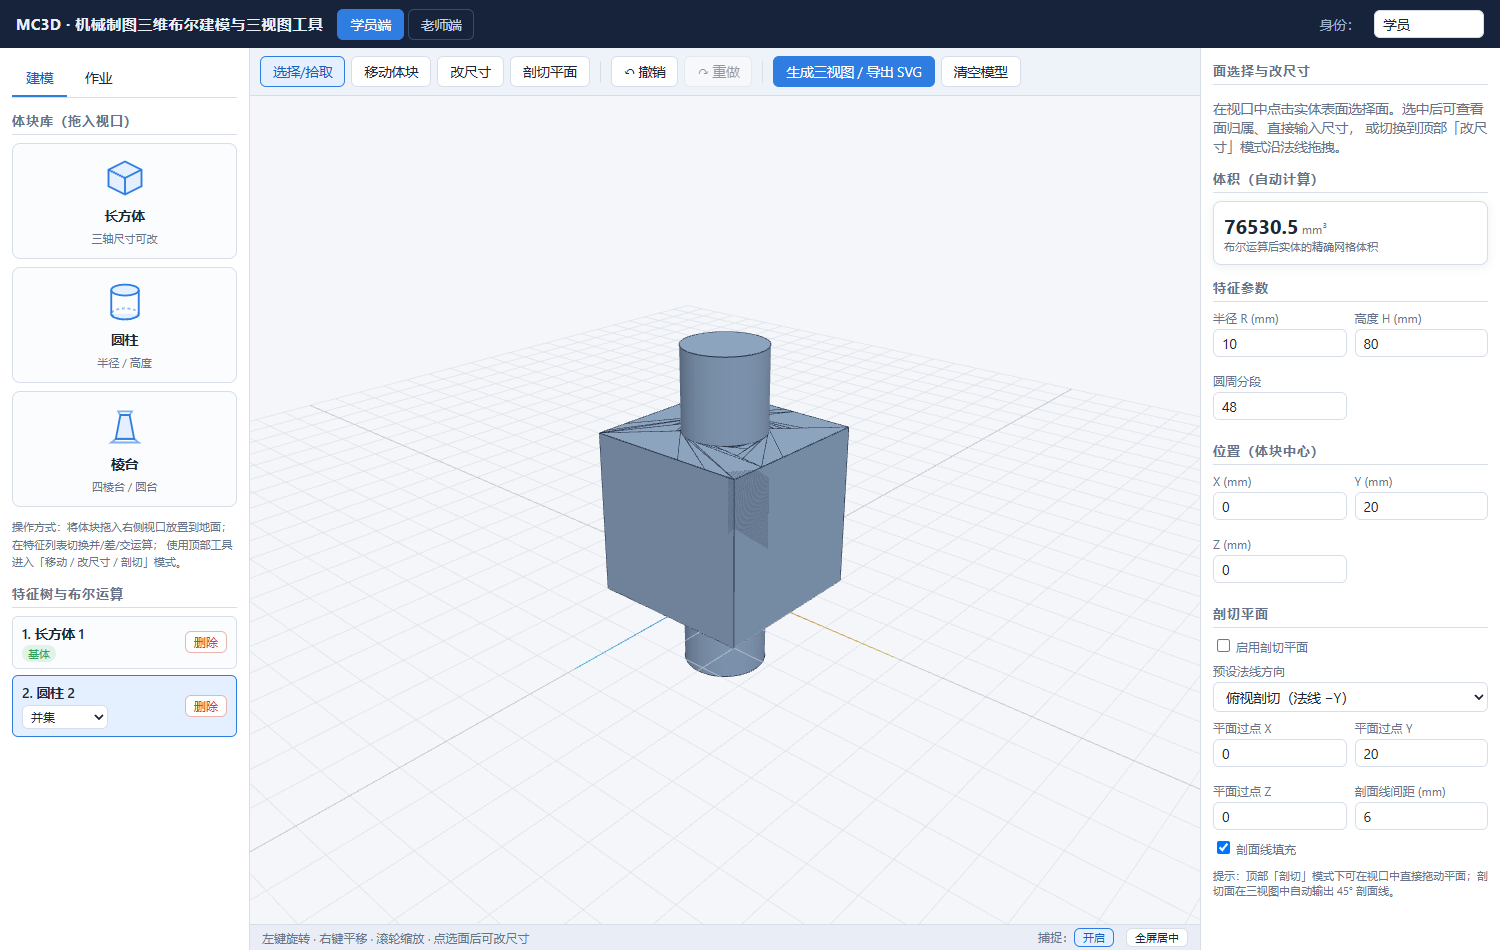 MC3D · 机械制图三维布尔建模与三视图工具
学员端
老师端
身份：
学员
建模
作业
体块库（拖入视口）
长方体
三轴尺寸可改
圆柱
半径 / 高度
棱台
四棱台 / 圆台
操作方式：将体块拖入右侧视口放置到地面；
在特征列表切换并/差/交运算； 使用顶部工具
进入「移动 / 改尺寸 / 剖切」模式。
特征树与布尔运算
1. 长方体 1
基体
删除
2. 圆柱 2
并集
删除
选择/拾取
移动体块
改尺寸
剖切平面
↶ 撤销
↷ 重做
生成三视图 / 导出 SVG
清空模型
左键旋转 · 右键平移 · 滚轮缩放 · 点选面后可改尺寸
捕捉：
开启
全屏居中
面选择与改尺寸
在视口中点击实体表面选择面。选中后可查看
面归属、直接输入尺寸， 或切换到顶部「改尺
寸」模式沿法线拖拽。
体积（自动计算）
76530.5 mm³
布尔运算后实体的精确网格体积
特征参数
半径 R (mm)
高度 H (mm)
10
80
圆周分段
48
位置（体块中心）
X (mm)
Y (mm)
0
20
Z (mm)
0
剖切平面
启用剖切平面
预设法线方向
俯视剖切（法线 −Y）
平面过点 X
平面过点 Y
0
20
平面过点 Z
剖面线间距 (mm)
0
6
剖面线填充
提示：顶部「剖切」模式下可在视口中直接拖动平面；剖
切面在三视图中自动输出 45° 剖面线。